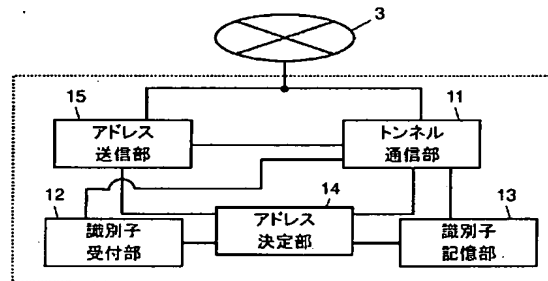 3
15
アドレス
送信部
11
トンネル
通信部
12
識別子
受付部
14
アドレス
決定部
13
識別子
記憶部